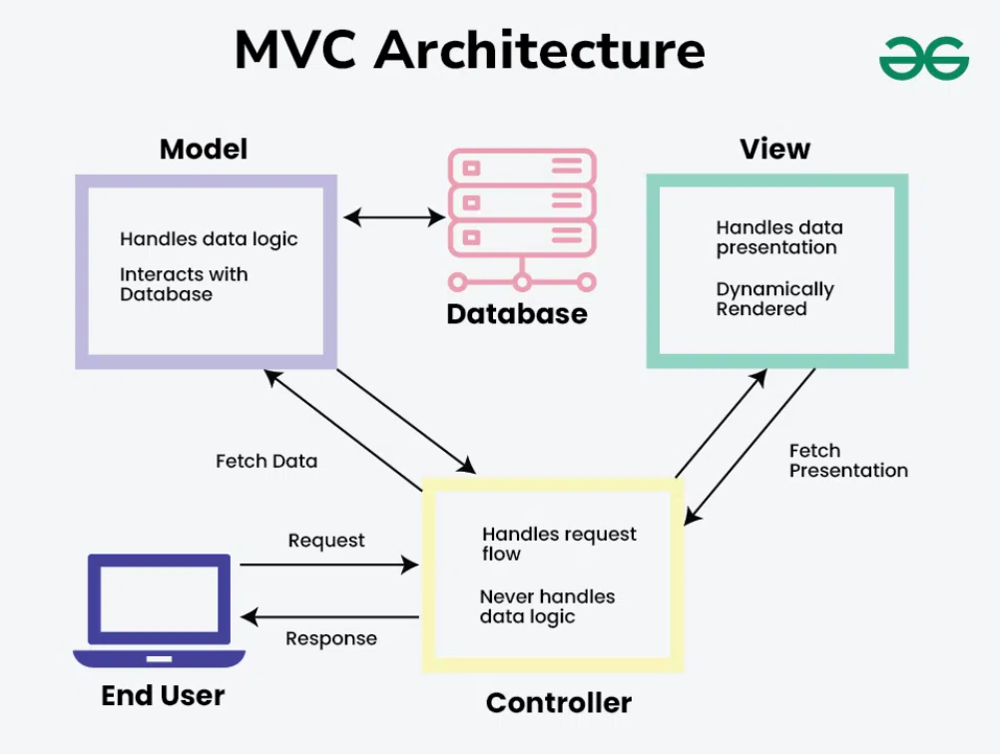 MVC Architecture
Model
View
Handles data logic
Interacts with
Database
Database
Handles data
presentation
Dynamically
Rendered
Fetch Data
Fetch
Presentation
Request
Response
Handles request
flow
Never handles
data logic
End User
Controller